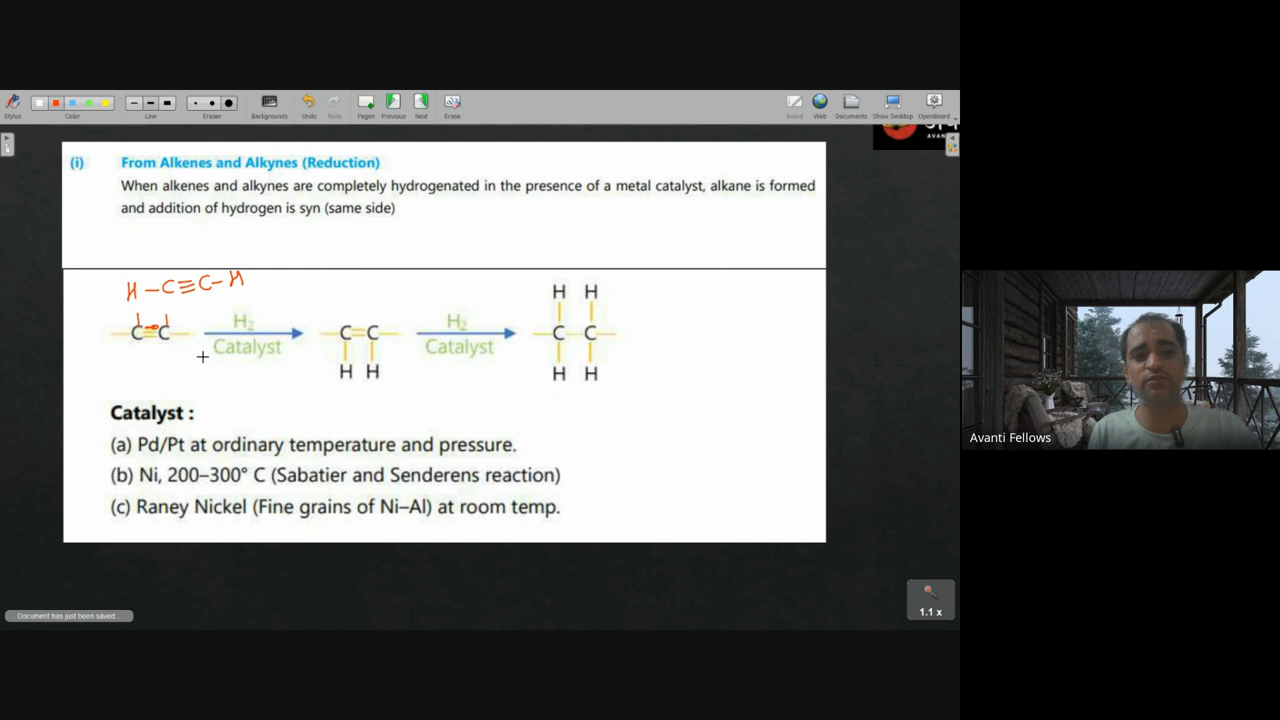 Stylus Color Line Eraser Backgrounds Undo Redo Pages Previous Next Erase Board Web Documents Show Desktop OpenBoard
(i) From Alkenes and Alkynes (Reduction)
When alkenes and alkynes are completely hydrogenated in the presence of a metal catalyst, alkane is formed
and addition of hydrogen is syn (same side)
H-C≡C-H
H H
-C≡C- H₂ -C=C- H₂ -C-C-
Catalyst Catalyst
H H H H
Catalyst :
(a) Pd/Pt at ordinary temperature and pressure.
(b) Ni, 200–300° C (Sabatier and Senderens reaction)
(c) Raney Nickel (Fine grains of Ni–Al) at room temp.
Document has just been saved...
1.1 x
Avanti Fellows